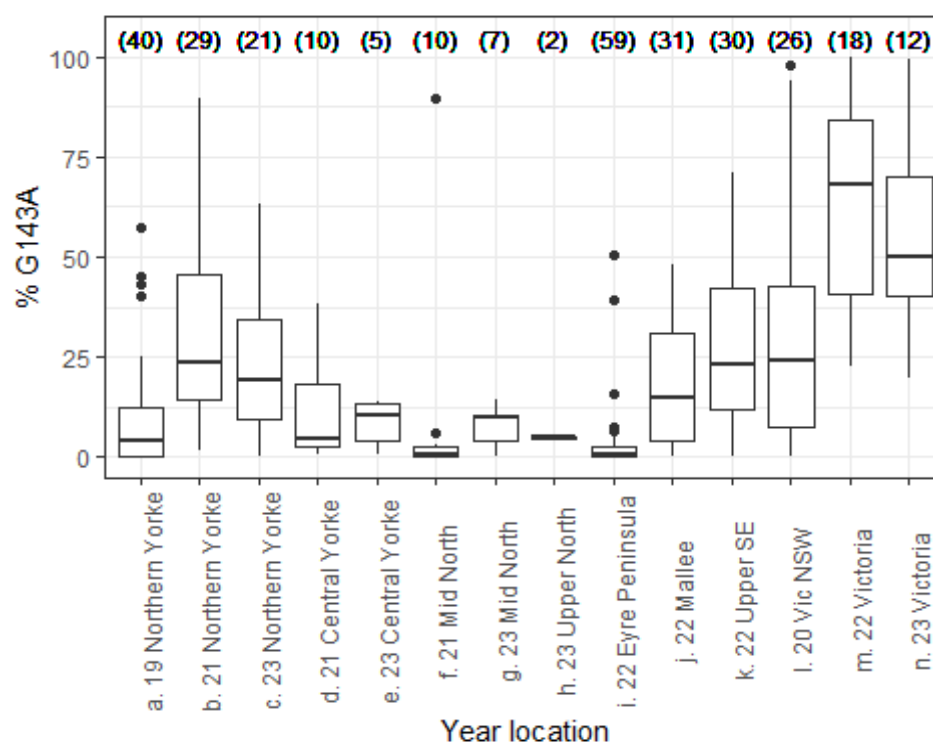 (40) (29) (21) (10) (5) (10) (7) (2) (59) (31) (30) (26) (18) (12)
100
75
50
25
0
% G143A
a. 19 Northern Yorke
b. 21 Northern Yorke
c. 23 Northern Yorke
d. 21 Central Yorke
e. 23 Central Yorke
f. 21 Mid North
g. 23 Mid North
h. 23 Upper North
i. 22 Eyre Peninsula
j. 22 Mallee
k. 22 Upper SE
l. 20 Vic NSW
m. 22 Victoria
n. 23 Victoria
Year location